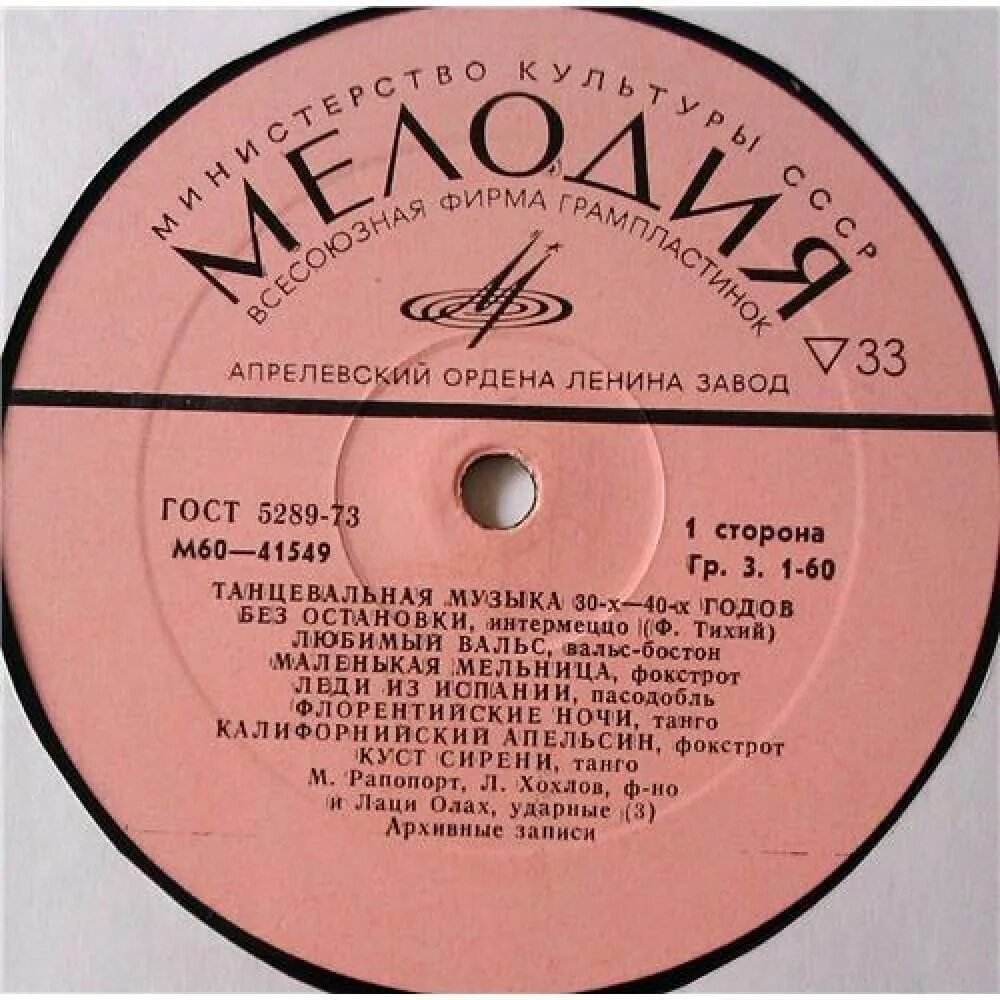 МИНИСТЕРСТВО КУЛЬТУРЫ СССР
МЕЛОДИЯ
ВСЕСОЮЗНАЯ ФИРМА ГРАМПЛАСТИНОК
▽33
АПРЕЛЕВСКИЙ ОРДЕНА ЛЕНИНА ЗАВОД
ГОСТ 5289-73
М60—41549
1 сторона
Гр. 3. 1-60
ТАНЦЕВАЛЬНАЯ МУЗЫКА 30-х—40-х ГОДОВ
БЕЗ ОСТАНОВКИ, интермеццо (Ф. Тихий)
ЛЮБИМЫЙ ВАЛЬС, вальс-бостон
МАЛЕНЬКАЯ МЕЛЬНИЦА, фокстрот
ЛЕДИ ИЗ ИСПАНИИ, пасодобль
ФЛОРЕНТИЙСКИЕ НОЧИ, танго
КАЛИФОРНИЙСКИЙ АПЕЛЬСИН, фокстрот
КУСТ СИРЕНИ, танго
М. Рапопорт, Л. Хохлов, ф-но
и Лаци Олах, ударные (3)
Архивные записи